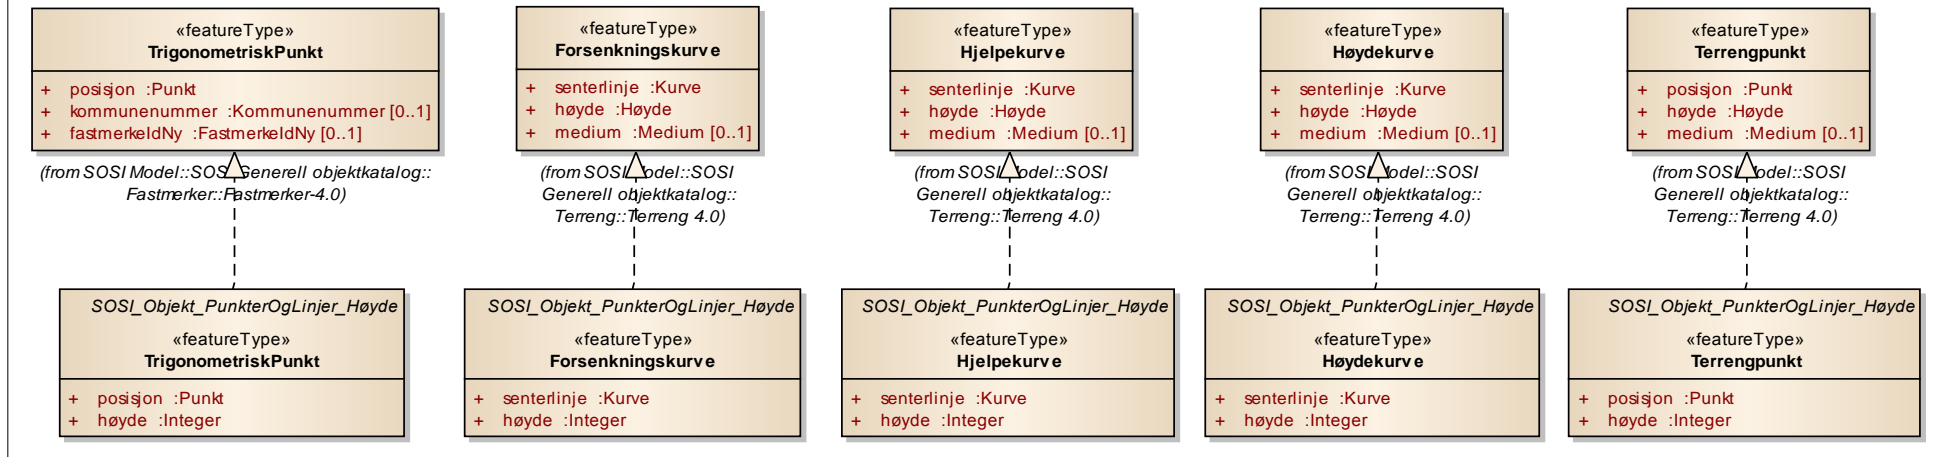 «featureType»
TrigonometriskPunkt
+ posisjon :Punkt
+ kommunenummer :Kommunenummer [0..1]
+ fastmerkeIdNy :FastmerkeIdNy [0..1]
(from SOSI Model::SOSI Generell objektkatalog::
Fastmerker::Fastmerker-4.0)
«featureType»
Forsenkningskurve
+ senterlinje :Kurve
+ høyde :Høyde
+ medium :Medium [0..1]
(from SOSI Model::SOSI
Generell objektkatalog::
Terreng::Terreng 4.0)
«featureType»
Hjelpekurve
+ senterlinje :Kurve
+ høyde :Høyde
+ medium :Medium [0..1]
(from SOSI Model::SOSI
Generell objektkatalog::
Terreng::Terreng 4.0)
«featureType»
Høydekurve
+ senterlinje :Kurve
+ høyde :Høyde
+ medium :Medium [0..1]
(from SOSI Model::SOSI
Generell objektkatalog::
Terreng::Terreng 4.0)
«featureType»
Terrengpunkt
+ posisjon :Punkt
+ høyde :Høyde
+ medium :Medium [0..1]
(from SOSI Model::SOSI
Generell objektkatalog::
Terreng::Terreng 4.0)
SOSI_Objekt_PunkterOgLinjer_Høyde
«featureType»
TrigonometriskPunkt
+ posisjon :Punkt
+ høyde :Integer
SOSI_Objekt_PunkterOgLinjer_Høyde
«featureType»
Forsenkningskurve
+ senterlinje :Kurve
+ høyde :Integer
SOSI_Objekt_PunkterOgLinjer_Høyde
«featureType»
Hjelpekurve
+ senterlinje :Kurve
+ høyde :Integer
SOSI_Objekt_PunkterOgLinjer_Høyde
«featureType»
Høydekurve
+ senterlinje :Kurve
+ høyde :Integer
SOSI_Objekt_PunkterOgLinjer_Høyde
«featureType»
Terrengpunkt
+ posisjon :Punkt
+ høyde :Integer